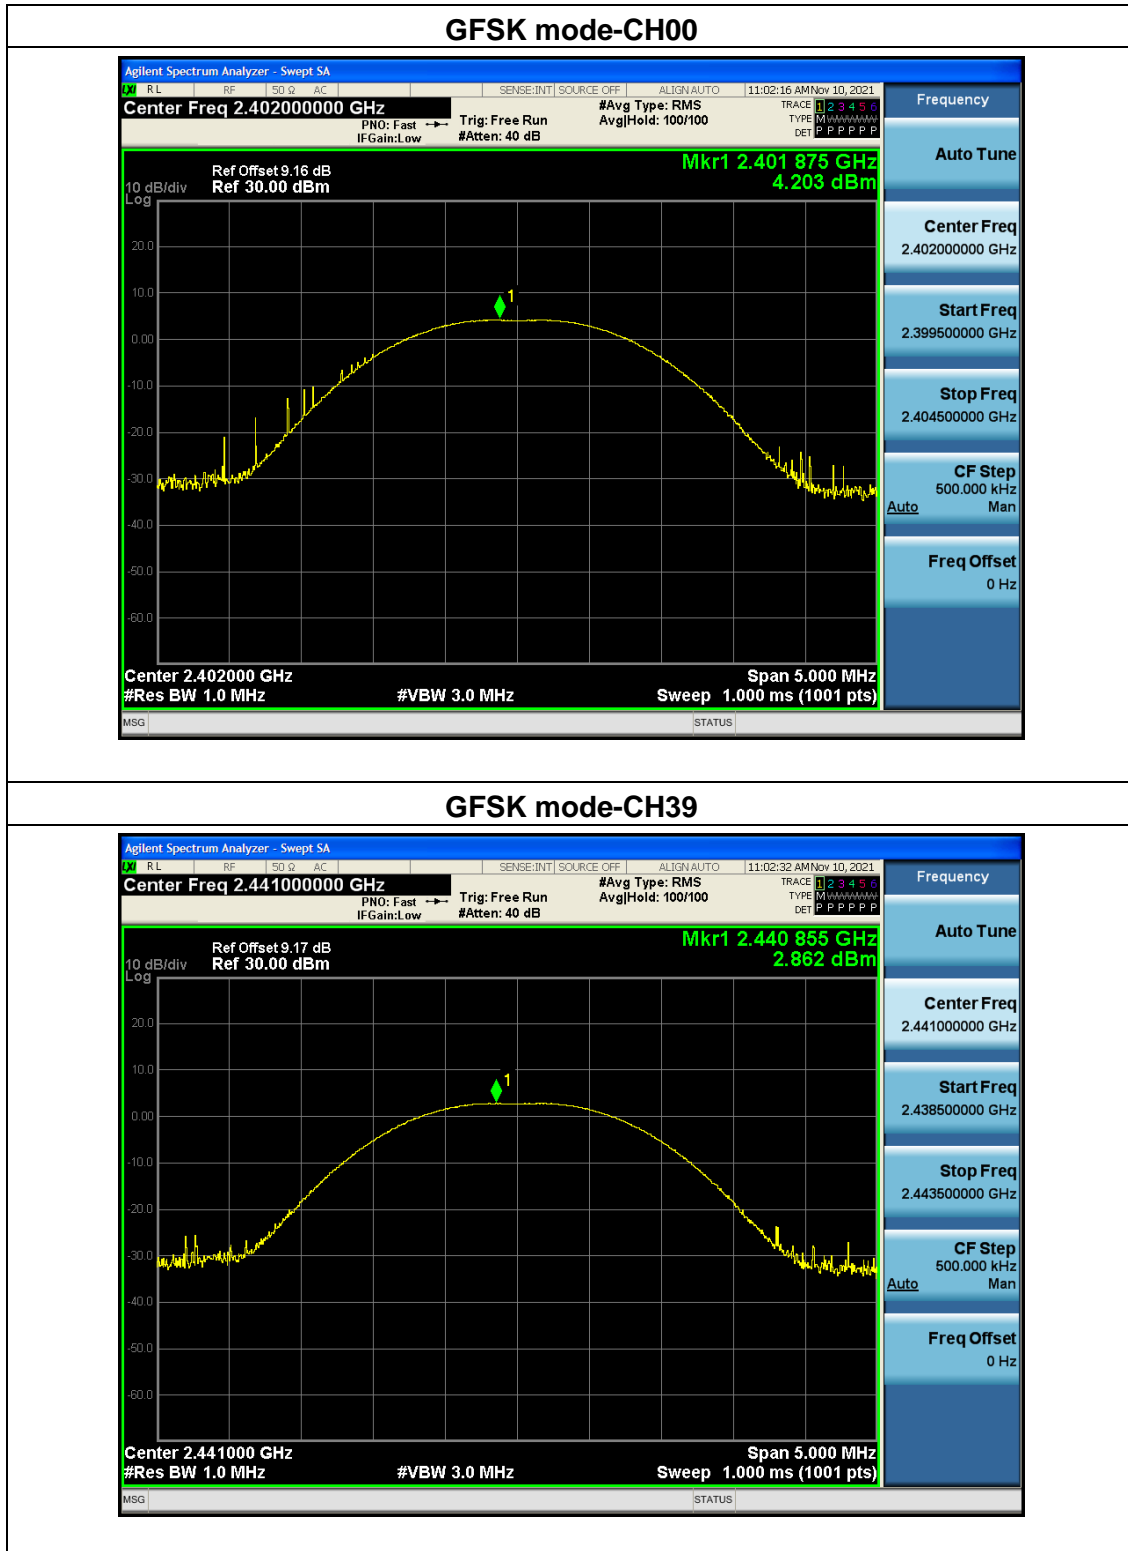 GFSK mode-CH00
Agilent Spectrum Analyzer - Swept SA
LXI RL RF 50 Ω AC SENSE:INT SOURCE OFF ALIGN AUTO 11:02:16 AM Nov 10, 2021
Center Freq 2.402000000 GHz
PNO: Fast
IFGain:Low
Trig: Free Run
#Atten: 40 dB
#Avg Type: RMS
Avg|Hold: 100/100
TRACE 1 2 3 4 5 6
TYPE M W W W W W
DET P P P P P P
Frequency
Mkr1 2.401 875 GHz
4.203 dBm
Ref Offset 9.16 dB
10 dB/div Ref 30.00 dBm
Log
20.0
10.0
0.00
-10.0
-20.0
-30.0
-40.0
-50.0
-60.0
1
Center 2.402000 GHz Span 5.000 MHz
#Res BW 1.0 MHz #VBW 3.0 MHz Sweep 1.000 ms (1001 pts)
Auto Tune
Center Freq
2.402000000 GHz
Start Freq
2.399500000 GHz
Stop Freq
2.404500000 GHz
CF Step
500.000 kHz
Auto Man
Freq Offset
0 Hz
MSG STATUS
GFSK mode-CH39
Agilent Spectrum Analyzer - Swept SA
LXI RL RF 50 Ω AC SENSE:INT SOURCE OFF ALIGN AUTO 11:02:32 AM Nov 10, 2021
Center Freq 2.441000000 GHz
PNO: Fast
IFGain:Low
Trig: Free Run
#Atten: 40 dB
#Avg Type: RMS
Avg|Hold: 100/100
TRACE 1 2 3 4 5 6
TYPE M W W W W W
DET P P P P P P
Frequency
Mkr1 2.440 855 GHz
2.862 dBm
Ref Offset 9.17 dB
10 dB/div Ref 30.00 dBm
Log
20.0
10.0
0.00
-10.0
-20.0
-30.0
-40.0
-50.0
-60.0
1
Center 2.441000 GHz Span 5.000 MHz
#Res BW 1.0 MHz #VBW 3.0 MHz Sweep 1.000 ms (1001 pts)
Auto Tune
Center Freq
2.441000000 GHz
Start Freq
2.438500000 GHz
Stop Freq
2.443500000 GHz
CF Step
500.000 kHz
Auto Man
Freq Offset
0 Hz
MSG STATUS